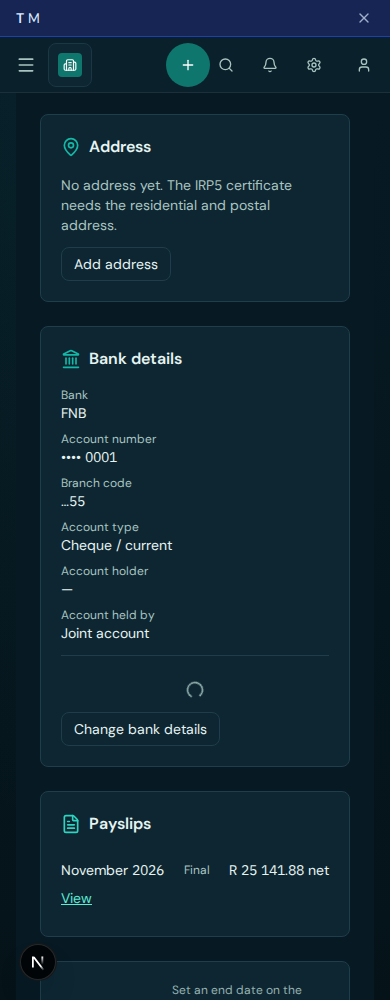 T M
Address
No address yet. The IRP5 certificate
needs the residential and postal
address.
Add address
Bank details
Bank
FNB
Account number
•••• 0001
Branch code
...55
Account type
Cheque / current
Account holder
—
Account held by
Joint account
Change bank details
Payslips
November 2026 Final R 25 141.88 net
View
N
Set an end date on the